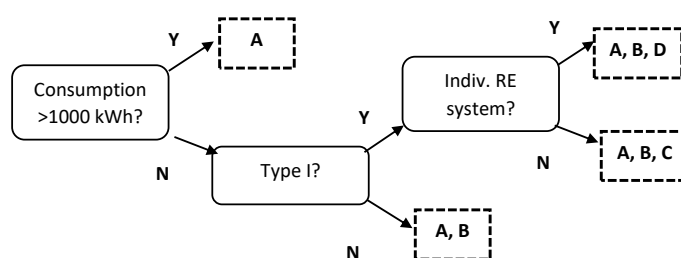 Y
A
Consumption
>1000 kWh?
N
Type I?
Y
Indiv. RE
system?
Y
A, B, D
N
A, B, C
N
A, B